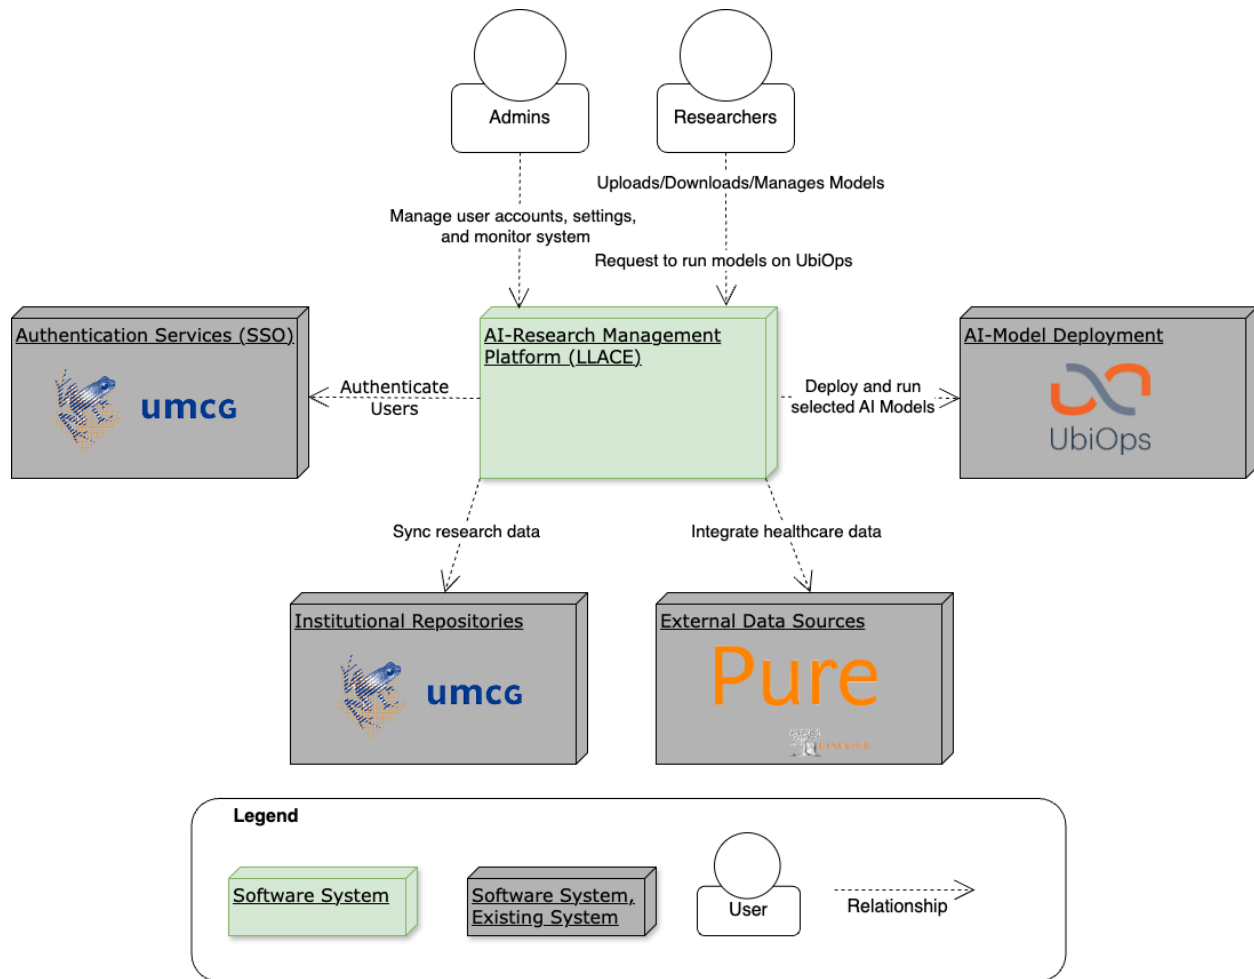 Admins
Researchers
Uploads/Downloads/Manages Models
Manage user accounts, settings,
and monitor system
Request to run models on UbiOps
Authentication Services (SSO)
umcg
AI-Research Management
Platform (LLACE)
AI-Model Deployment
UbiOps
Authenticate
Users
Deploy and run
selected AI Models
Sync research data
Integrate healthcare data
Institutional Repositories
umcg
External Data Sources
Pure
ELSEVIER
Legend
Software System
Software System,
Existing System
User
Relationship